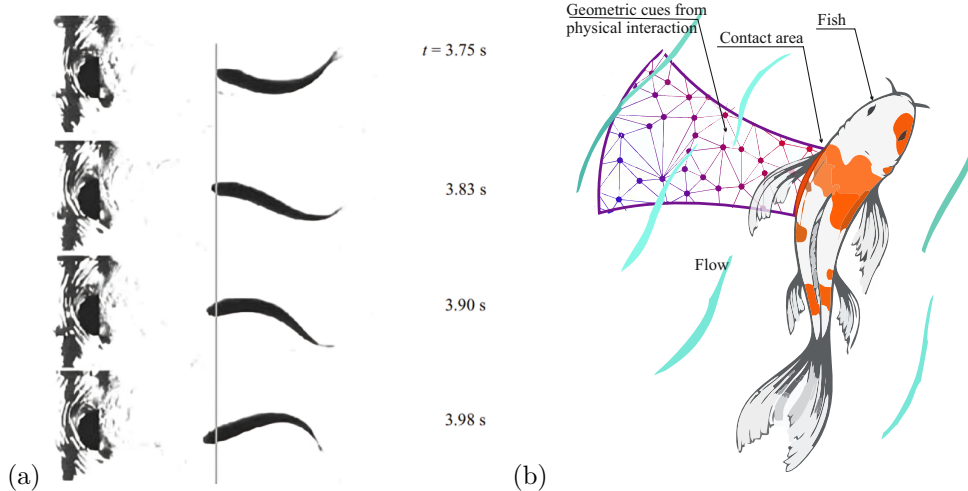 t = 3.75 s
3.83 s
3.90 s
3.98 s
(a)
Geometric cues from
physical interaction
Contact area
Fish
Flow
(b)